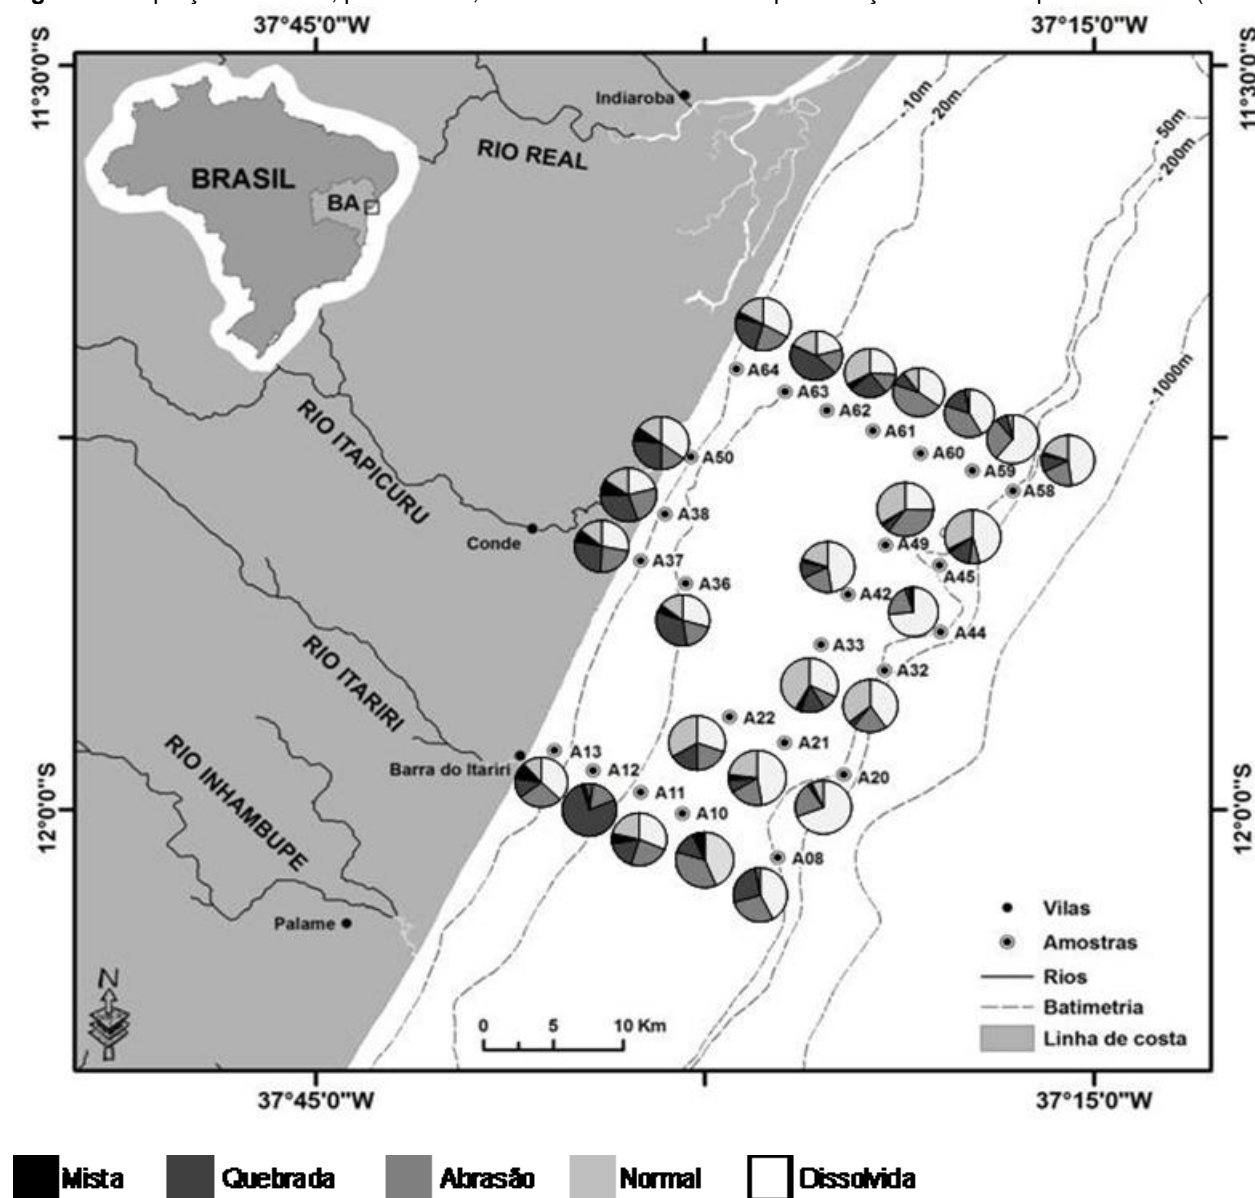 37°45'0"W 37°15'0"W
11°30'0"S 11°30'0"S
Indiaroba
RIO REAL
BRASIL
BA
- 10m
- 20m
- 50m
- 200m
- 1000m
RIO ITAPICURU
Conde
RIO ITARIRI
Barra do Itariri
RIO INHAMBUPE
Palame
A64
A63
A62
A61
A60
A59
A58
A50
A38
A37
A36
A49
A45
A42
A44
A33
A32
A22
A21
A20
A13
A12
A11
A10
A08
12°0'0"S 12°0'0"S
N
0 5 10 Km
Vilas
Amostras
Rios
Batimetria
Linha de costa
37°45'0"W 37°15'0"W
Mista Quebrada Abrasão Normal Dissolvida